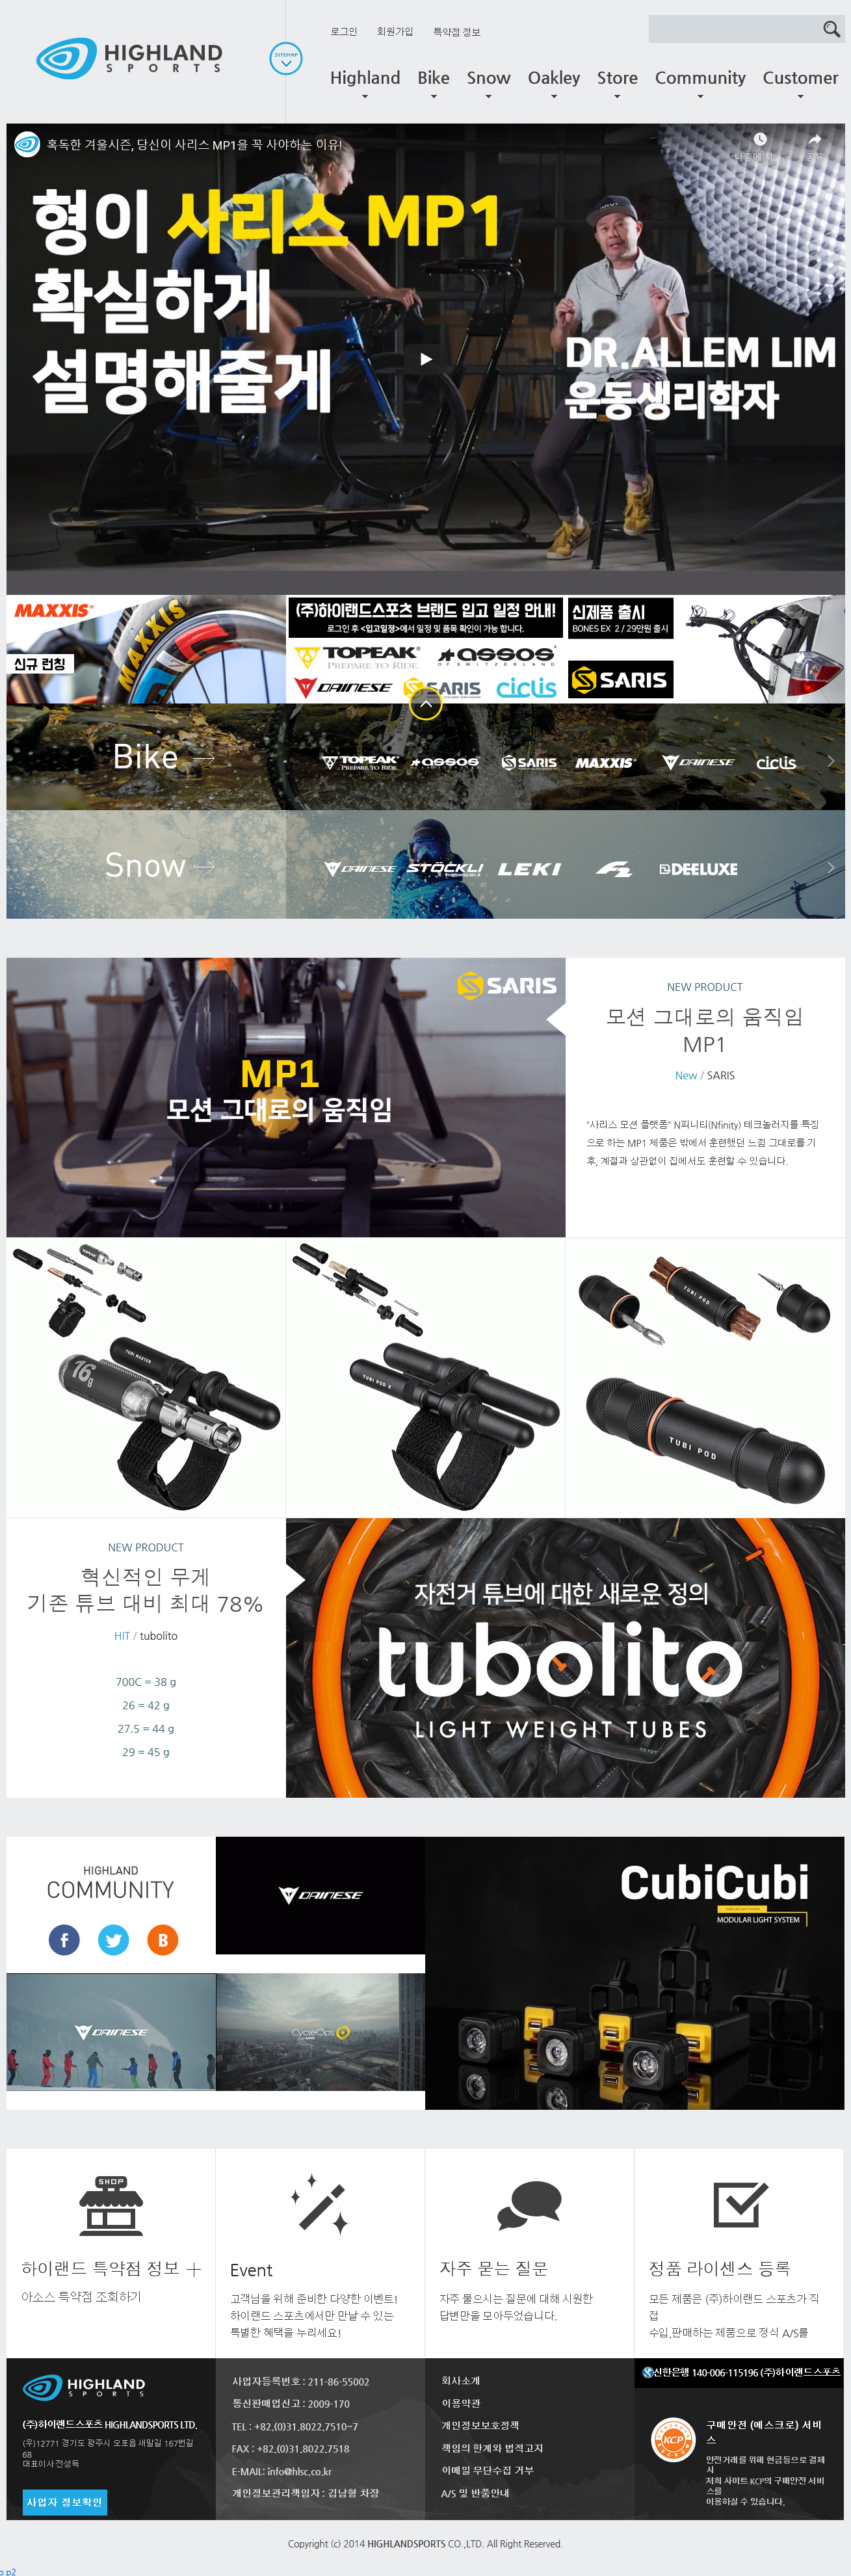 HIGHLAND
SPORTS
SITEMAP
로그인 회원가입 특약점 정보
Highland Bike Snow Oakley Store Community Customer
혹독한 겨울시즌, 당신이 사리스 MP1을 꼭 사야하는 이유!
형이 사리스 MP1
확실하게
설명해줄게
DR.ALLEM LIM
운동생리학자
MAXXIS
MAXXIS
신규 런칭
(주)하이랜드스포츠 브랜드 입고 일정 안내!
로그인 후 <입고일정>에서 일정 및 품목 확인이 가능 합니다.
TOPEAK
PREPARE TO RIDE
assos
OF SWITZERLAND
DAINESE
SARIS
ciclis
신제품 출시
BONES EX 2 / 29만원 출시
SARIS
Bike
TOPEAK
PREPARE TO RIDE
assos
SARIS
MAXXIS
DAINESE
ciclis
Snow
DAINESE
STÖCKLI
LEKI
F2
DEELUXE
SARIS
MP1
모션 그대로의 움직임
NEW PRODUCT
모션 그대로의 움직임
MP1
New / SARIS
"사리스 모션 플랫폼" N피니티(Nfinity) 테크놀러지를 특징
으로 하는 MP1 제품은 밖에서 훈련했던 느낌 그대로를 기
후, 계절과 상관없이 집에서도 훈련할 수 있습니다.
TOPEAK
TUBI MASTER
16g
TUBI POD X
TUBI POD
TUBI POD
NEW PRODUCT
혁신적인 무게
기존 튜브 대비 최대 78%
HIT / tubolito
700C = 38 g
26 = 42 g
27.5 = 44 g
29 = 45 g
자전거 튜브에 대한 새로운 정의
tubolito
LIGHT WEIGHT TUBES
HIGHLAND
COMMUNITY
DAINESE
DAINESE
CycleOps
CubiCubi
MODULAR LIGHT SYSTEM
SHOP
하이랜드 특약점 정보
아소스 특약점 조회하기
Event
고객님을 위해 준비한 다양한 이벤트!
하이랜드 스포츠에서만 만날 수 있는
특별한 혜택을 누리세요!
자주 묻는 질문
자주 물으시는 질문에 대해 시원한
답변만을 모아두었습니다.
정품 라이센스 등록
모든 제품은 (주)하이랜드 스포츠가 직
접
수입,판매하는 제품으로 정식 A/S를
HIGHLAND
SPORTS
(주)하이랜드스포츠 HIGHLANDSPORTS LTD.
(우)12771 경기도 광주시 오포읍 새말길 167번길
68
대표이사 전성득
사업자 정보확인
사업자등록번호 : 211-86-55002
통신판매업신고 : 2009-170
TEL : +82.(0)31.8022.7510~7
FAX : +82.(0)31.8022.7518
E-MAIL: info@hlsc.co.kr
개인정보관리책임자 : 김남형 차장
회사소개
이용약관
개인정보보호정책
책임의 한계와 법적고지
이메일 무단수집 거부
A/S 및 반품안내
신한은행 140-006-115196 (주)하이랜드스포츠
KCP
구매안전 (에스크로) 서비
스
안전거래를 위해 현금등으로 결제
시
저희 사이트 KCP의 구매안전 서비
스를
이용하실 수 있습니다.
Copyright (c) 2014 HIGHLANDSPORTS CO.,LTD. All Right Reserved.
p2